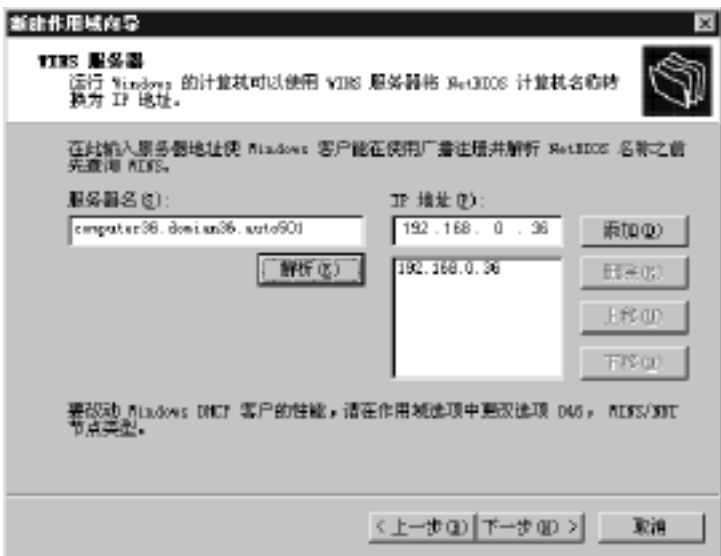 新建作用域向导
WINS 服务器
运行 Windows 的计算机可以使用 WINS 服务器将 NetBIOS 计算机名称转
换为 IP 地址。
在此输入服务器地址使 Windows 客户能在使用广播注册并解析 NetBIOS 名称之前
先查询 WINS。
服务器名(S):
IP 地址(P):
computer36.domian36.auto601
192.168. 0 .36
添加(D)
解析(E)
192.168.0.36
删除(R)
上移(U)
下移(O)
要改动 Windows DHCP 客户的性能，请在作用域选项中更改选项 046，WINS/NBT
节点类型。
< 上一步(B)
下一步(N) >
取消